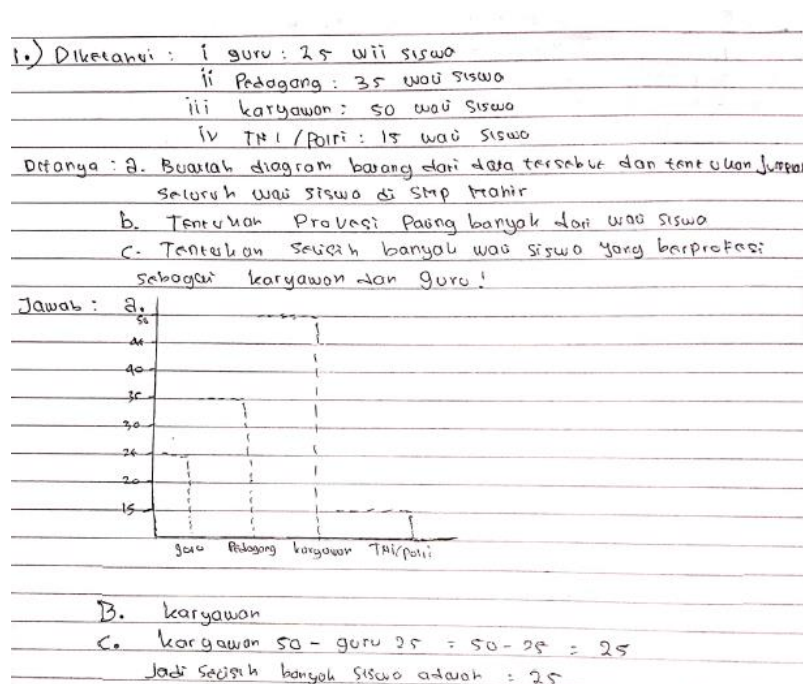 1.) Diketahui : i guru : 25 wii siswa
ii Pedagang : 35 wali siswa
iii karyawan : 50 wali siswa
iv TNI / Polri : 15 wali siswa
Ditanya : a. Buatlah diagram batang dari data tersebut dan tentukan jumlah
seluruh wali siswa di SMP Mahir
b. Tentukan Provesi Paling banyak dari wali siswa
c. Tentukan selisih banyak wali siswa yang berprofesi
sebagai karyawan dan guru !
Jawab : a.
50
45
40
35
30
25
20
15
guru Pedagang karyawan TNI/polri
B. karyawan
C. karyawan 50 - guru 25 = 50 - 25 = 25
Jadi selisih banyak siswa adalah = 25